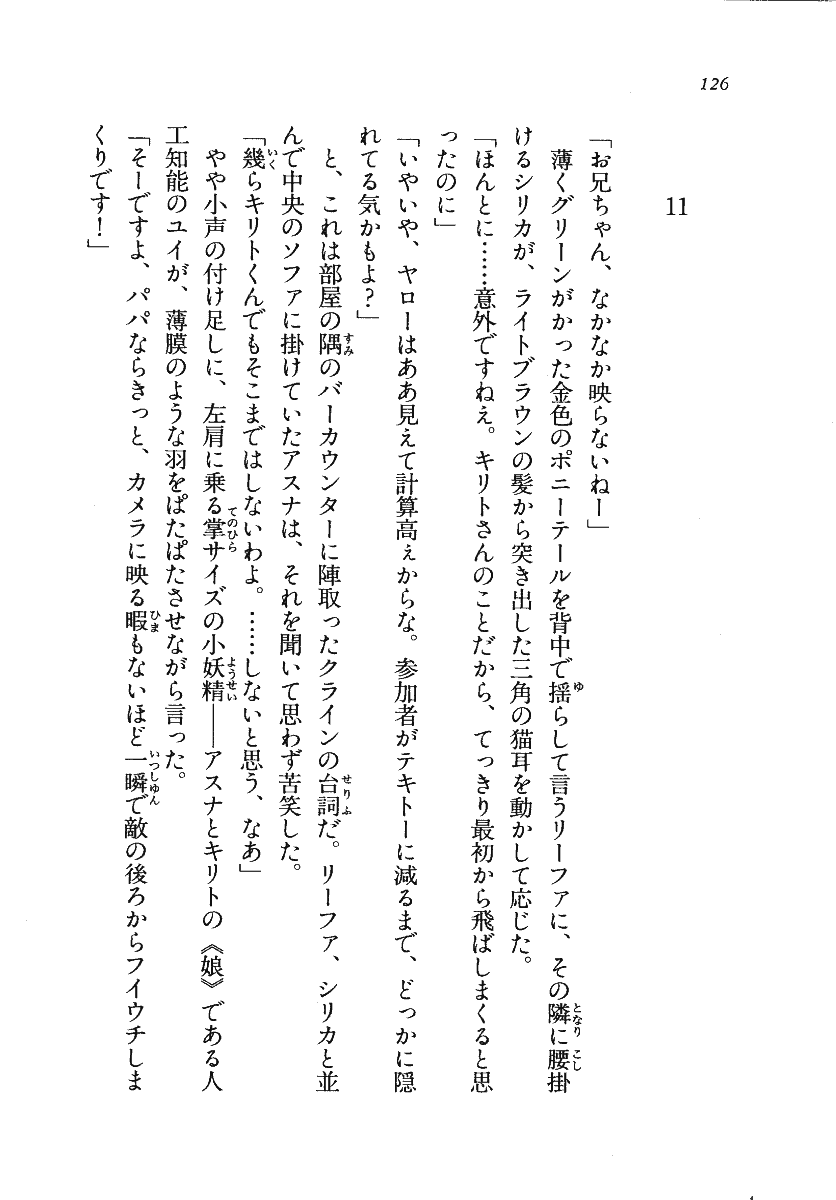 126
11
「お兄ちゃん、なかなか映らないねー」
薄くグリーンがかった金色のポニーテールを背中で揺らして言うリーファに、その隣に腰掛
けるシリカが、ライトブラウンの髪から突き出した三角の猫耳を動かして応じた。
「ほんとに……意外ですねえ。キリトさんのことだから、てっきり最初から飛ばしまくると思
ったのに」
「いやいや、ヤローはああ見えて計算高ぇからな。参加者がテキトーに減るまで、どっかに隠
れてる気かもよ?」
と、これは部屋の隅のバーカウンターに陣取ったクラインの台詞だ。リーファ、シリカと並
んで中央のソファに掛けていたアスナは、それを聞いて思わず苦笑した。
「幾らキリトくんでもそこまではしないわよ。……しないと思う、なあ」
やや小声の付け足しに、左肩に乗る掌サイズの小妖精——アスナとキリトの《娘》である人
工知能のユイが、薄膜のような羽をぱたぱたさせながら言った。
「そーですよ、パパならきっと、カメラに映る暇もないほど一瞬で敵の後ろからフイウチしま
くりです!」